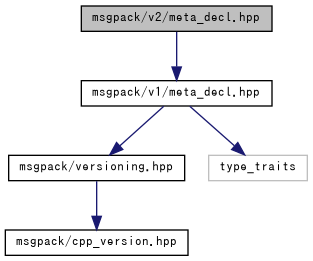 msgpack/v2/meta_decl.hpp
msgpack/v1/meta_decl.hpp
msgpack/versioning.hpp
type_traits
msgpack/cpp_version.hpp